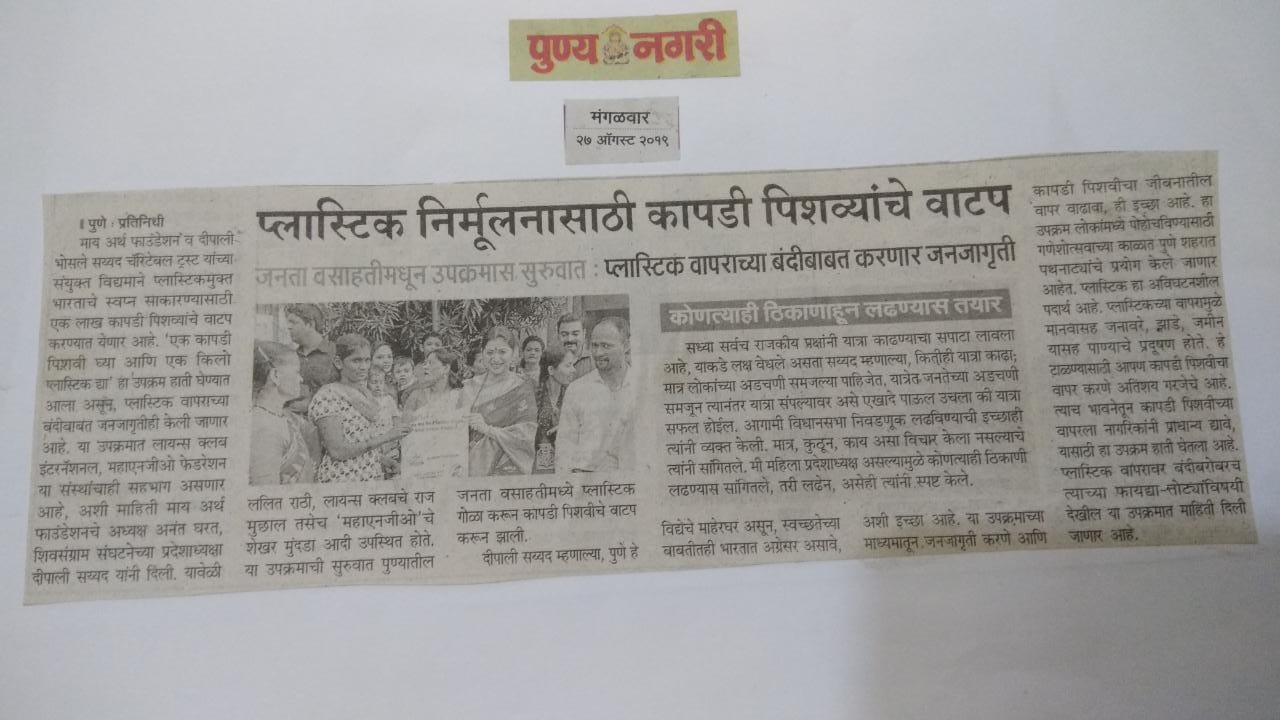 पुण्य नगरी
मंगळवार
२७ ऑगस्ट २०१९
प्लास्टिक निर्मूलनासाठी कापडी पिशव्यांचे वाटप
जनता वसाहतीमधून उपक्रमास सुरुवात : प्लास्टिक वापराच्या बंदीबाबत करणार जनजागृती
। पुणे : प्रतिनिधी
माय अर्थ फाउंडेशन व दीपाली
भोसले सय्यद चॅरिटेबल ट्रस्ट यांच्या
संयुक्त विद्यमाने प्लास्टिकमुक्त
भारताचे स्वप्न साकारण्यासाठी
एक लाख कापडी पिशव्यांचे वाटप
करण्यात येणार आहे. 'एक कापडी
पिशवी घ्या आणि एक किलो
प्लास्टिक द्या' हा उपक्रम हाती घेण्यात
आला असून, प्लास्टिक वापराच्या
बंदीबाबत जनजागृतीही केली जाणार
आहे. या उपक्रमात लायन्स क्लब
इंटरनॅशनल, महाएनजीओ फेडरेशन
या संस्थांचाही सहभाग असणार
आहे, अशी माहिती माय अर्थ
फाउंडेशनचे अध्यक्ष अनंत घरत,
शिवसंग्राम संघटनेच्या प्रदेशाध्यक्षा
दीपाली सय्यद यांनी दिली. यावेळी
ललित राठी, लायन्स क्लबचे राज
मुछाल तसेच 'महाएनजीओ'चे
शेखर मुंदडा आदी उपस्थित होते.
या उपक्रमाची सुरुवात पुण्यातील
जनता वसाहतीमध्ये प्लास्टिक
गोळा करून कापडी पिशवीचे वाटप
करून झाली.
दीपाली सय्यद म्हणाल्या, पुणे हे
कोणत्याही ठिकाणाहून लढण्यास तयार
सध्या सर्वच राजकीय प्रक्षांनी यात्रा काढण्याचा सपाटा लावला
आहे, याकडे लक्ष वेधले असता सय्यद म्हणाल्या, कितीही यात्रा काढा;
मात्र लोकांच्या अडचणी समजल्या पाहिजेत, यात्रेत जनतेच्या अडचणी
समजून त्यानंतर यात्रा संपल्यावर असे एखादे पाऊल उचला की यात्रा
सफल होईल. आगामी विधानसभा निवडणूक लढविण्याची इच्छाही
त्यांनी व्यक्त केली. मात्र, कुठून, काय असा विचार केला नसल्याचे
त्यांनी सांगितले. मी महिला प्रदेशाध्यक्ष असल्यामुळे कोणत्याही ठिकाणी
लढण्यास सांगितले, तरी लढेन, असेही त्यांनी स्पष्ट केले.
विद्येचे माहेरघर असून, स्वच्छतेच्या
बाबतीतही भारतात अग्रेसर असावे,
अशी इच्छा आहे. या उपक्रमाच्या
माध्यमातून जनजागृती करणे आणि
कापडी पिशवीचा जीवनातील
वापर वाढावा, ही इच्छा आहे. हा
उपक्रम लोकांमध्ये पोहोचविण्यासाठी
गणेशोत्सवाच्या काळात पुणे शहरात
पथनाट्यांचे प्रयोग केले जाणार
आहेत. प्लास्टिक हा अविघटनशील
पदार्थ आहे. प्लास्टिकच्या वापरामुळे
मानवासह जनावरे, झाडे, जमीन
यासह पाण्याचे प्रदूषण होते. हे
टाळण्यासाठी आपण कापडी पिशवीचा
वापर करणे अतिशय गरजेचे आहे.
त्याच भावनेतून कापडी पिशवीच्या
वापरला नागरिकांनी प्राधान्य द्यावे,
यासाठी हा उपक्रम हाती घेतला आहे.
प्लास्टिक वापरावर बंदीबरोबरच
त्याच्या फायद्या-तोट्यांविषयी
देखील या उपक्रमात माहिती दिली
जाणार आहे.